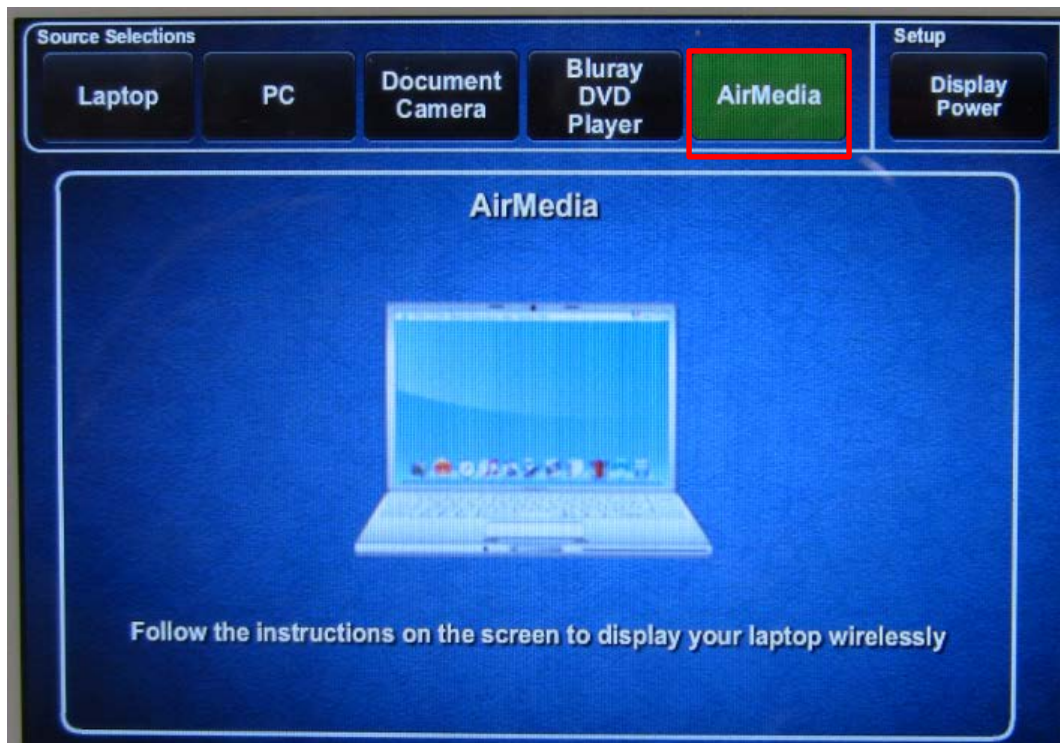 Source Selections
Setup
Laptop
PC
Document
Camera
Bluray
DVD
Player
AirMedia
Display
Power
AirMedia
Follow the instructions on the screen to display your laptop wirelessly